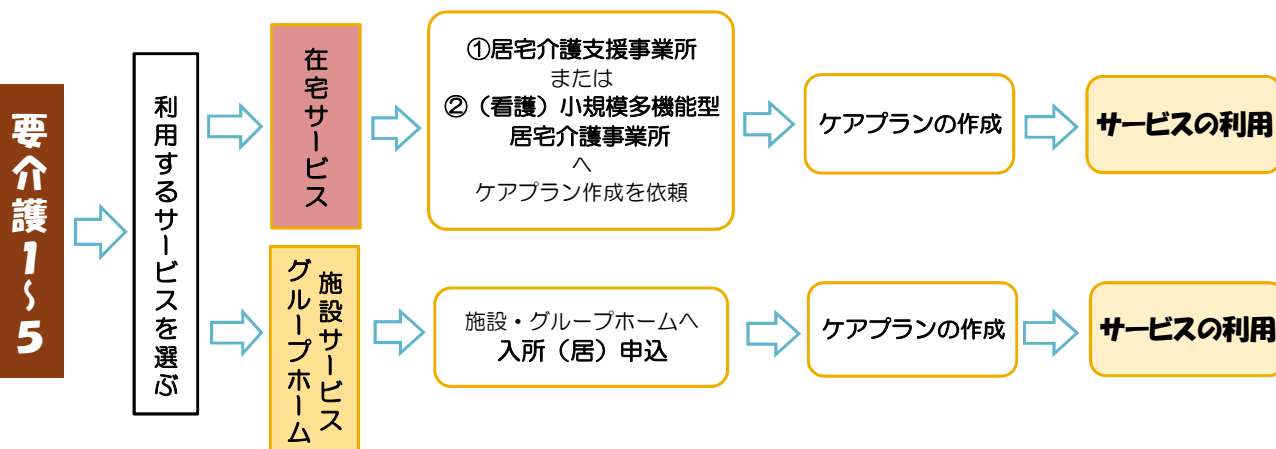 要介護1~5
利用するサービスを選ぶ
在宅サービス
①居宅介護支援事業所
または
②（看護）小規模多機能型
居宅介護事業所
へ
ケアプラン作成を依頼
ケアプランの作成
サービスの利用
施設サービス
グループホーム
施設・グループホームへ
入所（居）申込
ケアプランの作成
サービスの利用